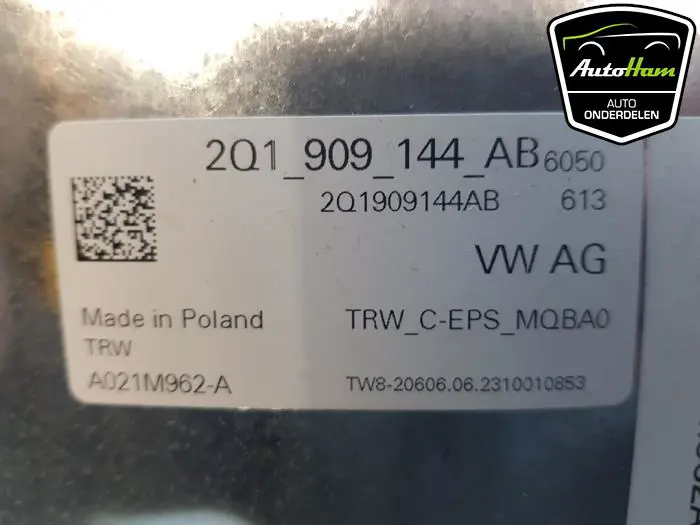 AutoHam
AUTO
ONDERDELEN
2Q1_909_144_AB 6050
2Q1909144AB 613
VW AG
Made in Poland TRW_C-EPS_MQBA0
TRW
A021M962-A TW8-20606.06.2310010853